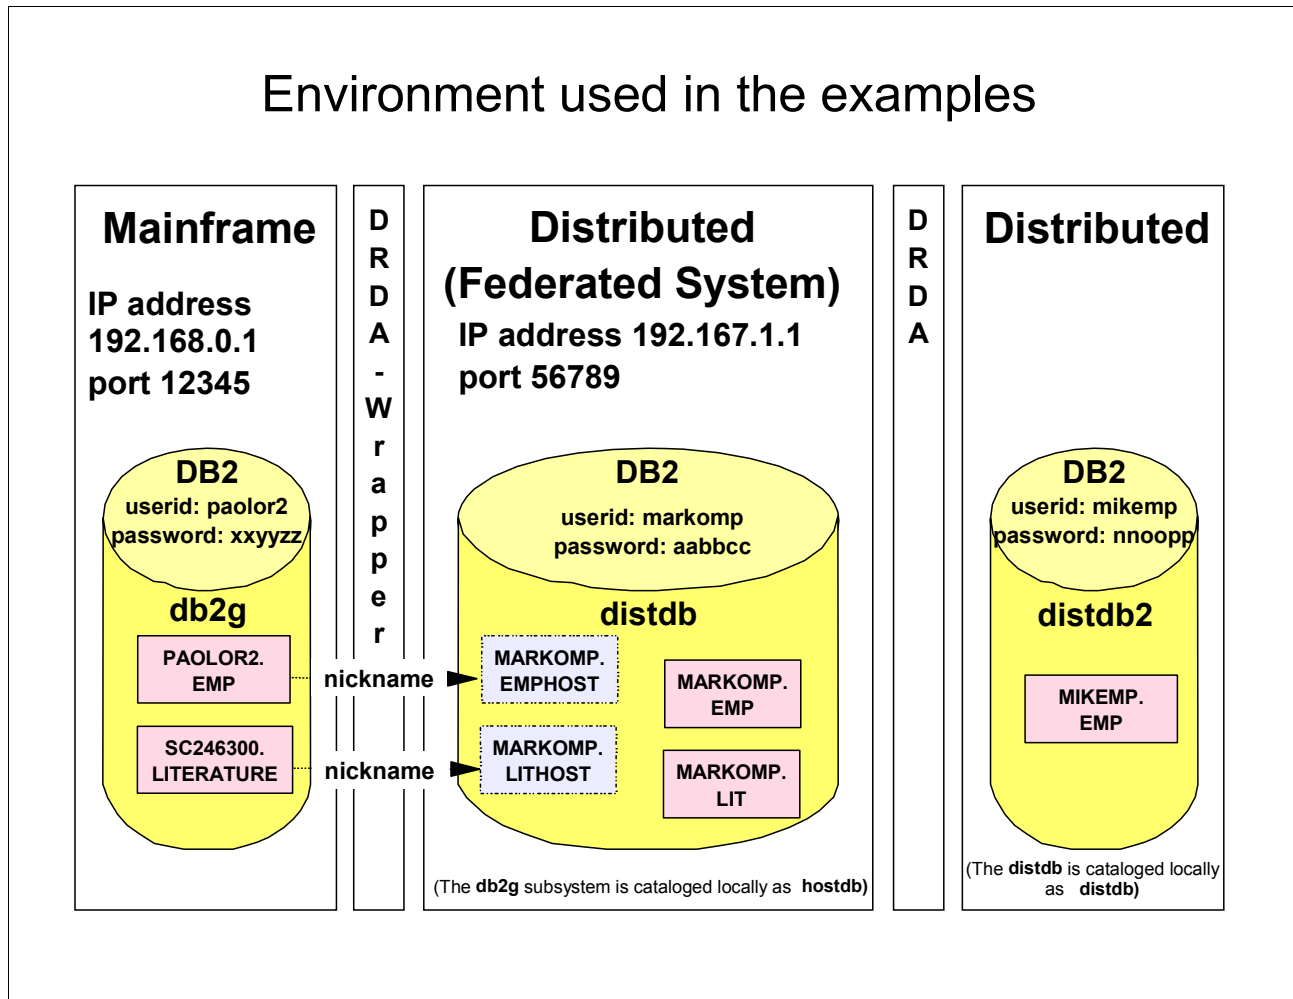 Environment used in the examples
Mainframe
IP address
192.168.0.1
port 12345
DB2
userid: paolor2
password: xxyyzz
db2g
PAOLOR2.
EMP
SC246300.
LITERATURE
DRDA-Wrapper
nickname
nickname
Distributed
(Federated System)
IP address 192.167.1.1
port 56789
DB2
userid: markomp
password: aabbcc
distdb
MARKOMP.
EMPHOST
MARKOMP.
EMP
MARKOMP.
LITHOST
MARKOMP.
LIT
(The db2g subsystem is cataloged locally as hostdb)
DRDA
Distributed
DB2
userid: mikemp
password: nnoopp
distdb2
MIKEMP.
EMP
(The distdb is cataloged locally
as distdb)